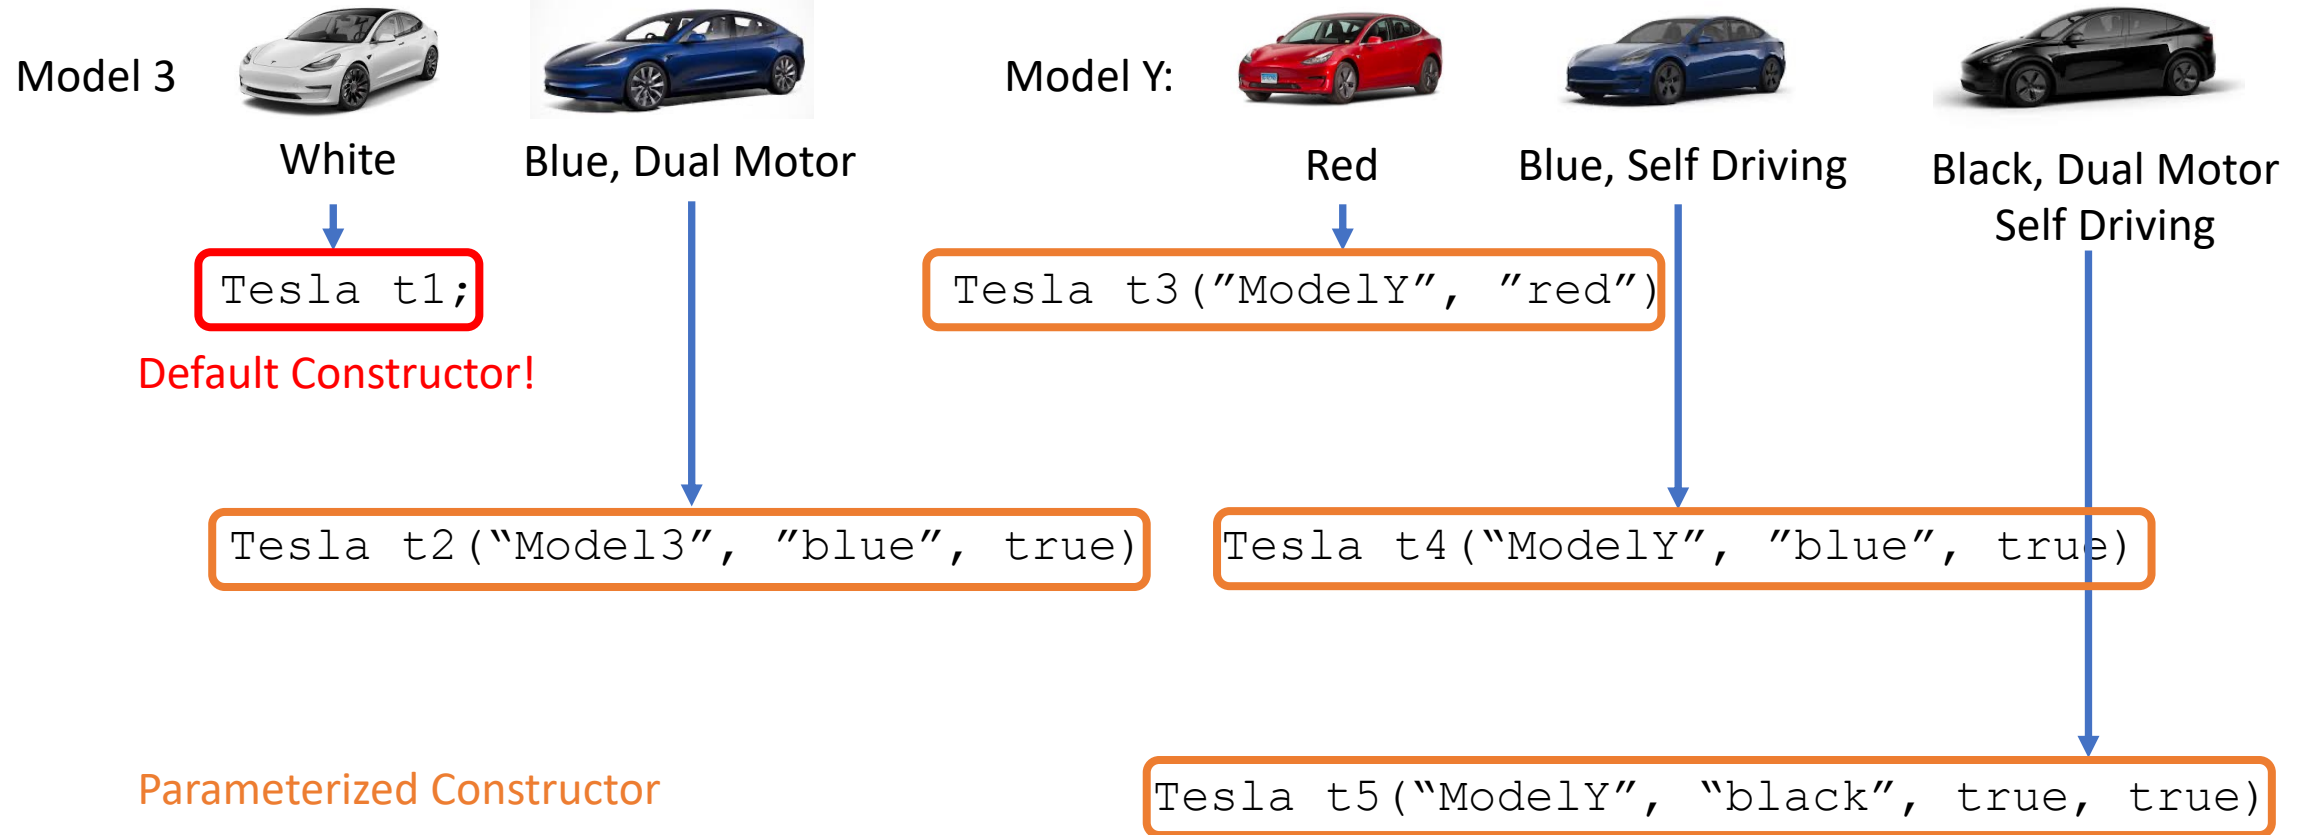 Model 3
White
Blue, Dual Motor
Model Y:
Red
Blue, Self Driving
Black, Dual Motor
Self Driving
Tesla t1;
Tesla t3(”ModelY”, ”red”)
Default Constructor!
Tesla t2(“Model3”, ”blue”, true)
Tesla t4(“ModelY”, ”blue”, true)
Parameterized Constructor
Tesla t5(“ModelY”, “black”, true, true)